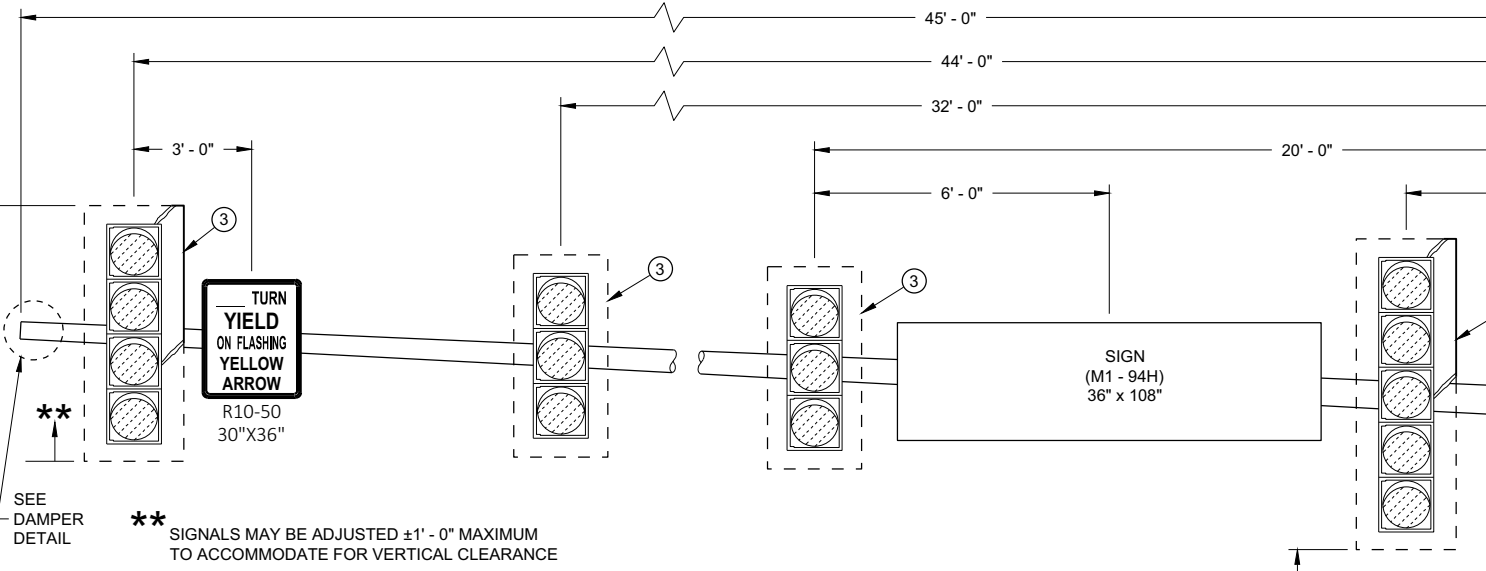 45' - 0"
44' - 0"
32' - 0"
3' - 0"
20' - 0"
6' - 0"
3
3
3
___ TURN
YIELD
ON FLASHING
YELLOW
ARROW
R10-50
30"X36"
SIGN
(M1 - 94H)
36" x 108"
**
SEE
DAMPER
DETAIL
** SIGNALS MAY BE ADJUSTED ±1' - 0" MAXIMUM
TO ACCOMMODATE FOR VERTICAL CLEARANCE